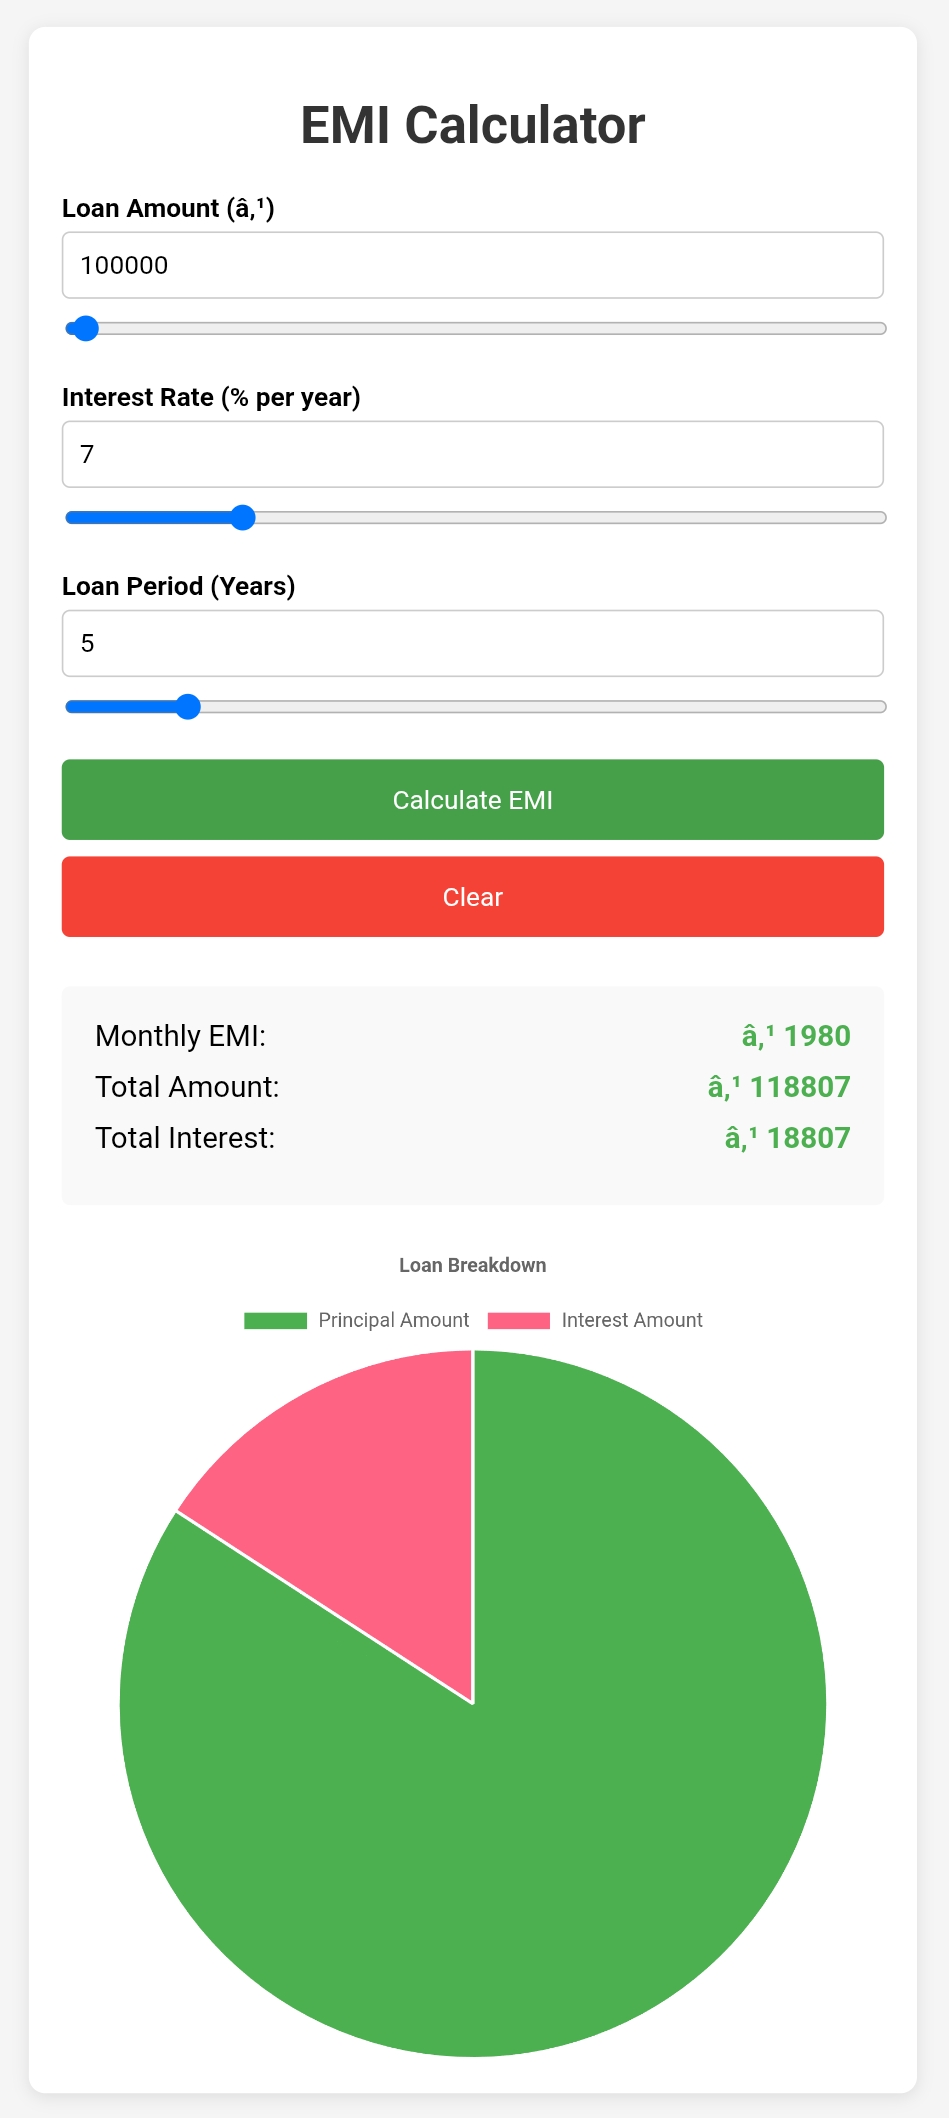 EMI Calculator
Loan Amount (â‚¹)
100000
Interest Rate (% per year)
7
Loan Period (Years)
5
Calculate EMI
Clear
Monthly EMI: â‚¹ 1980
Total Amount: â‚¹ 118807
Total Interest: â‚¹ 18807
Loan Breakdown
Principal Amount Interest Amount